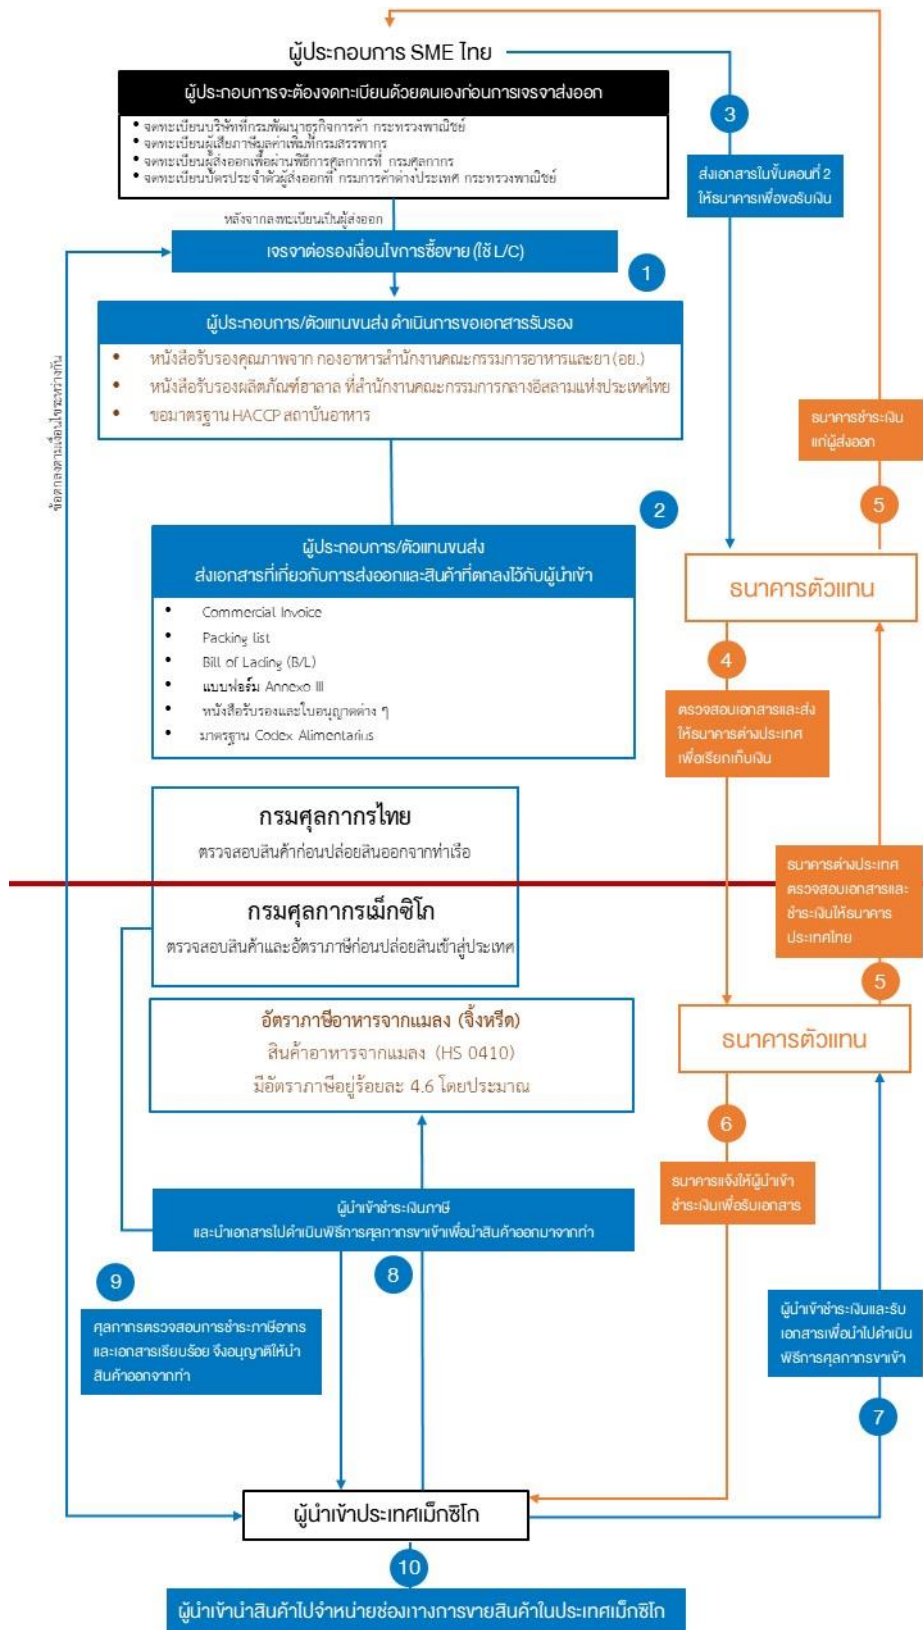 ผู้ประกอบการ SME ไทย
ผู้ประกอบการจะต้องจดทะเบียนด้วยตนเองก่อนการเจรจาส่งออก
• จดทะเบียนบริษัทที่กรมพัฒนาธุรกิจการค้า กระทรวงพาณิชย์
• จดทะเบียนผู้เสียภาษีมูลค่าเพิ่มที่กรมสรรพากร
• จดทะเบียนผู้ส่งออกเพื่อผ่านพิธีการศุลกากรที่ กรมศุลกากร
• จดทะเบียนบัตรประจำตัวผู้ส่งออกที่ กรมการค้าต่างประเทศ กระทรวงพาณิชย์
หลังจากลงทะเบียนเป็นผู้ส่งออก
เจรจาต่อรองเงื่อนไขการซื้อขาย (ใช้ L/C)
1
ผู้ประกอบการ/ตัวแทนขนส่ง ดำเนินการขอเอกสารรับรอง
• หนังสือรับรองคุณภาพจาก กองอาหารสำนักงานคณะกรรมการอาหารและยา (อย.)
• หนังสือรับรองผลิตภัณฑ์ฮาลาล ที่สำนักงานคณะกรรมการกลางอิสลามแห่งประเทศไทย
• ขอมาตรฐาน HACCP สถาบันอาหาร
ข้อตกลงตามเงื่อนไขระหว่างกัน
2
ผู้ประกอบการ/ตัวแทนขนส่ง
ส่งเอกสารที่เกี่ยวกับการส่งออกและสินค้าที่ตกลงไว้กับผู้นำเข้า
• Commercial Invoice
• Packing list
• Bill of Lading (B/L)
• แบบฟอร์ม Annexo III
• หนังสือรับรองและใบอนุญาตต่าง ๆ
• มาตรฐาน Codex Alimentarius
3
ส่งเอกสารในขั้นตอนที่ 2
ให้ธนาคารเพื่อขอรับเงิน
ธนาคารชำระเงิน
แก่ผู้ส่งออก
5
ธนาคารตัวแทน
4
ตรวจสอบเอกสารและส่ง
ให้ธนาคารต่างประเทศ
เพื่อเรียกเก็บเงิน
กรมศุลกากรไทย
ตรวจสอบสินค้าก่อนปล่อยสินออกจากท่าเรือ
กรมศุลกากรเม็กซิโก
ตรวจสอบสินค้าและอัตราภาษีก่อนปล่อยสินเข้าสู่ประเทศ
ธนาคารต่างประเทศ
ตรวจสอบเอกสารและ
ชำระเงินให้ธนาคาร
ประเทศไทย
5
อัตราภาษีอาหารจากแมลง (จิ้งหรีด)
สินค้าอาหารจากแมลง (HS 0410)
มีอัตราภาษีอยู่ร้อยละ 4.6 โดยประมาณ
ธนาคารตัวแทน
6
ธนาคารแจ้งให้ผู้นำเข้า
ชำระเงินเพื่อรับเอกสาร
ผู้นำเข้าชำระเงินภาษี
และนำเอกสารไปดำเนินพิธีการศุลกากรขาเข้าเพื่อนำสินค้าออกมาจากท่า
8
9
ศุลกากรตรวจสอบการชำระภาษีอากร
และเอกสารเรียบร้อย จึงอนุญาติให้นำ
สินค้าออกจากท่า
ผู้นำเข้าชำระเงินและรับ
เอกสารเพื่อนำไปดำเนิน
พิธีการศุลกากรขาเข้า
7
ผู้นำเข้าประเทศเม็กซิโก
10
ผู้นำเข้านำสินค้าไปจำหน่ายช่องทางการขายสินค้าในประเทศเม็กซิโก